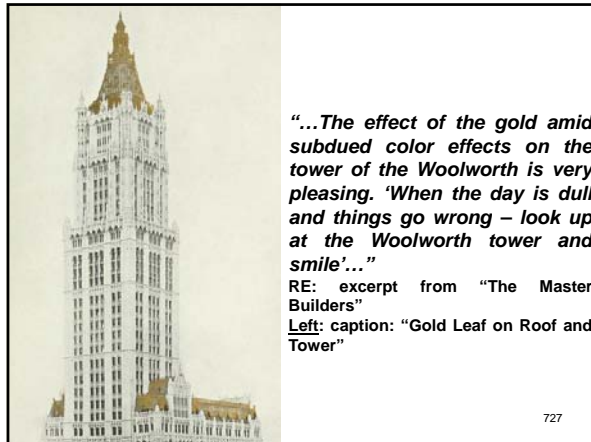 “…The effect of the gold amid
subdued color effects on the
tower of the Woolworth is very
pleasing. ‘When the day is dull
and things go wrong – look up
at the Woolworth tower and
smile’…”
RE: excerpt from “The Master
Builders”
Left: caption: “Gold Leaf on Roof and
Tower”
727